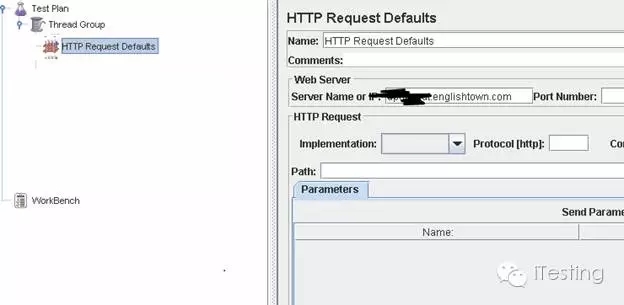 Test Plan
Thread Group
HTTP Request Defaults
WorkBench
HTTP Request Defaults
Name: HTTP Request Defaults
Comments:
Web Server
Server Name or IP: .englishtown.com Port Number:
HTTP Request
Implementation: Protocol [http]: Co
Path:
Parameters
Send Parame
Name:
iTesting